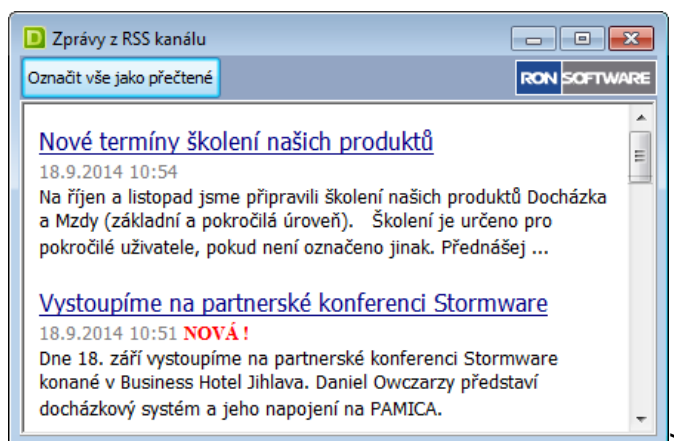 Zprávy z RSS kanálu
Označit vše jako přečtené
RON SOFTWARE
Nové termíny školení našich produktů
18.9.2014 10:54
Na říjen a listopad jsme připravili školení našich produktů Docházka
a Mzdy (základní a pokročilá úroveň).   Školení je určeno pro
pokročilé uživatele, pokud není označeno jinak. Přednášej ...
Vystoupíme na partnerské konferenci Stormware
18.9.2014 10:51 NOVÁ !
Dne 18. září vystoupíme na partnerské konferenci Stormware
konané v Business Hotel Jihlava. Daniel Owczarzy představí
docházkový systém a jeho napojení na PAMICA.